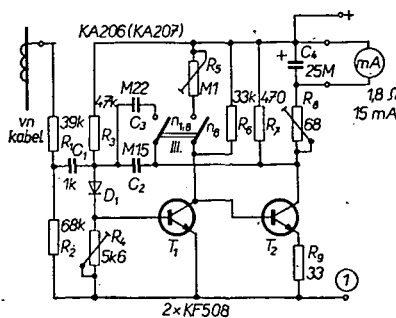 KA206 (KA207)
+
C4
25M
mA
1,8 Ω
15 mA
R5
M1
33k
470
R6
R7
R8
68
M22
C3
47k
R3
n1,8
n8
III.
vn
kabel
39k
R1
C1
1k
M15
C2
D1
68k
R2
R4
5k6
T1
T2
R9
33
1
2×KF508